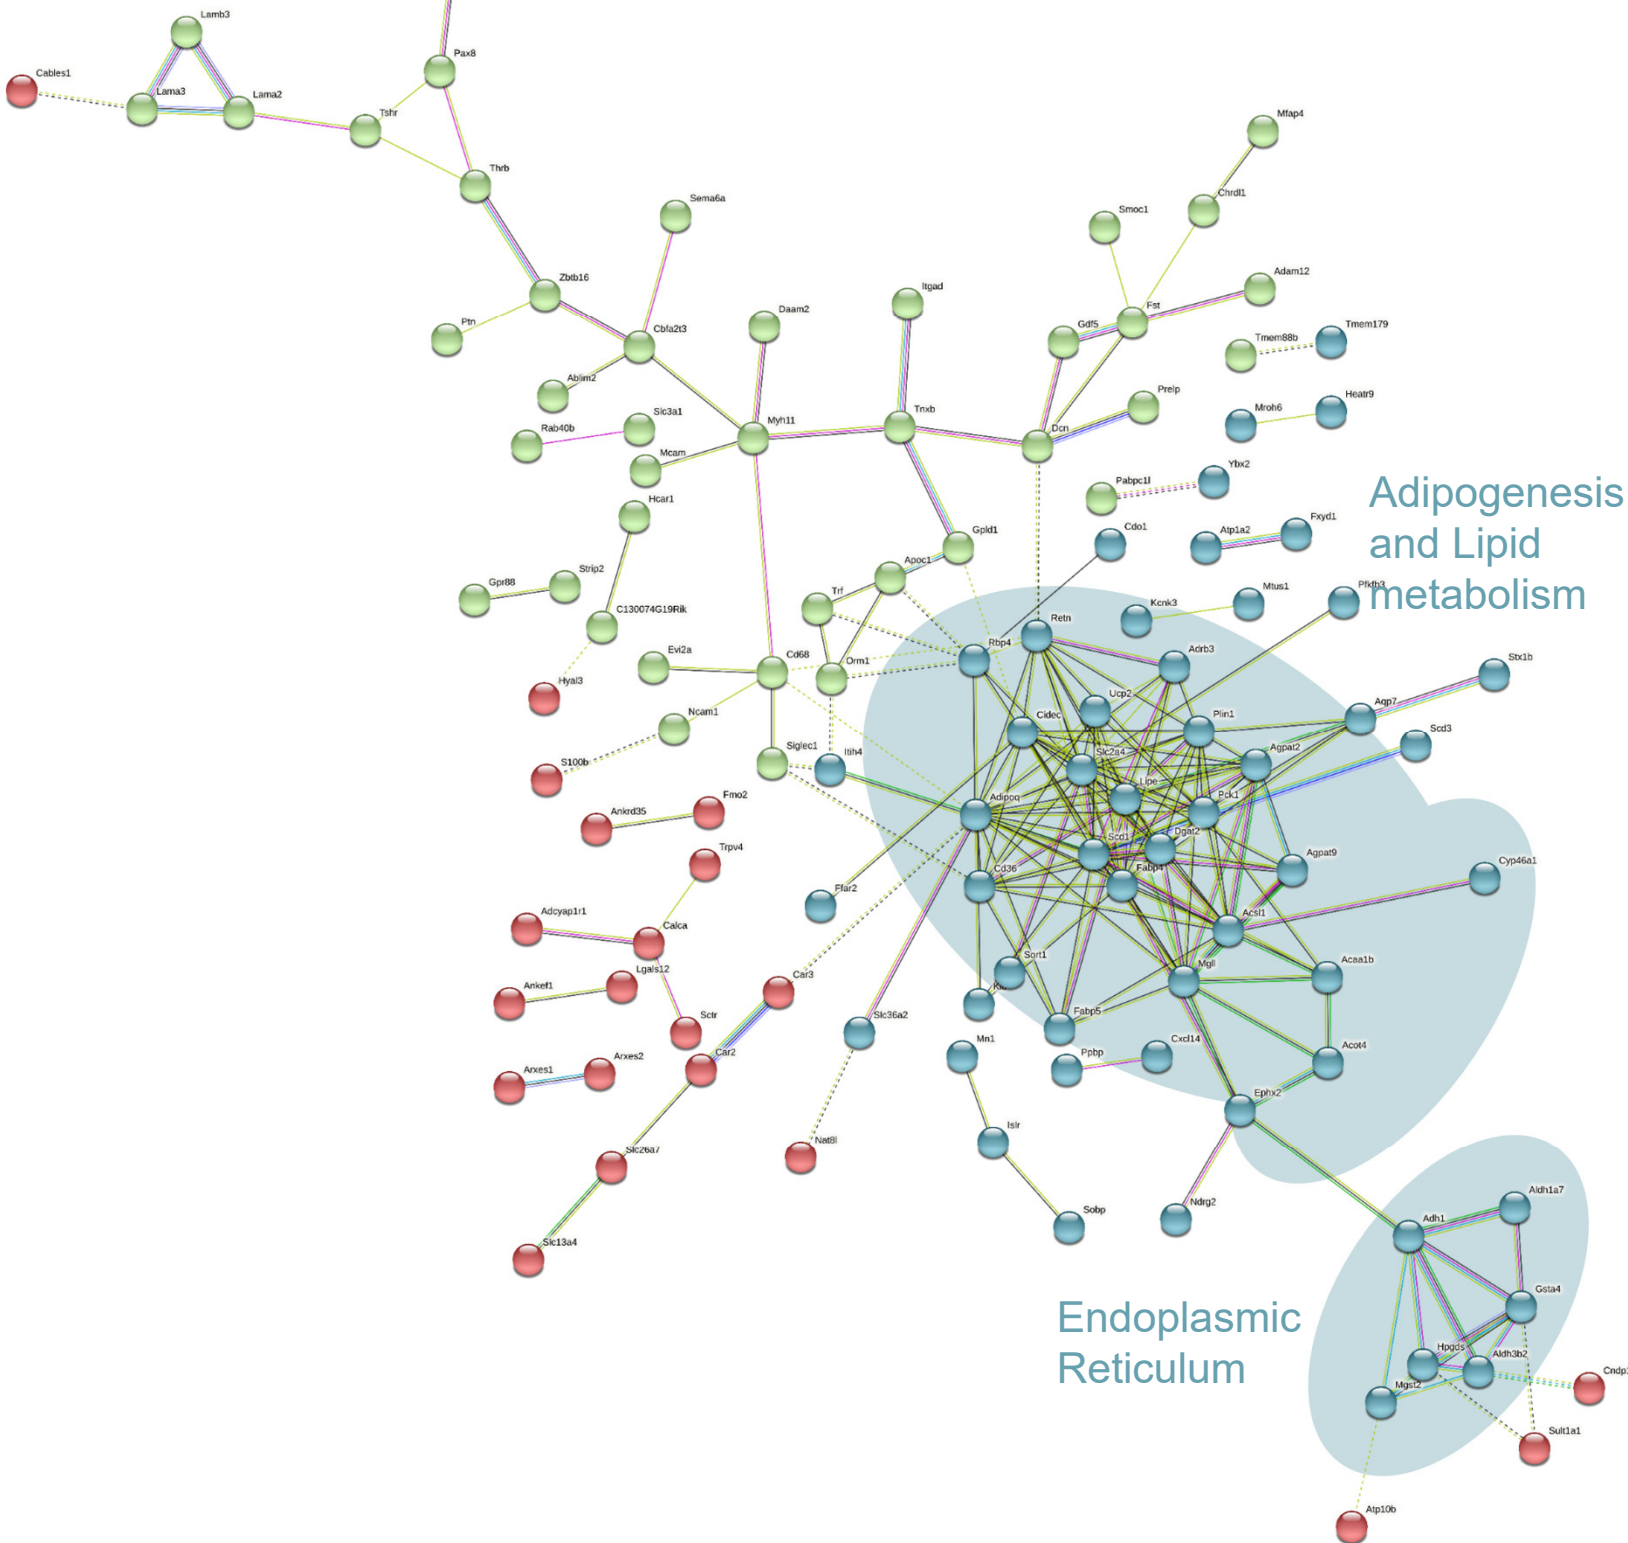 Lamb3
Cables1
Lama3
Lama2
Pax8
Tshr
Thrb
Mfap4
Chrdl1
Smoc1
Sema6a
Zbtb16
Ptn
Cbfa2t3
Ablim2
Daam2
Itgad
Adam12
Fst
Gdf5
Tmem88b
Tmem179
Prelp
Mroh6
Heatr9
Slc3a1
Rab40b
Myh11
Mcam
Tnxb
Dcn
Pabpc1l
Ybx2
Adipogenesis
and Lipid
metabolism
Hcar1
Cdo1
Atp1a2
Fxyd1
Gpld1
Apoc1
Gpr88
Strip2
C130074G19Rik
Trf
Kcnk3
Mtus1
Pfkfb3
Retn
Rbp4
Evi2a
Cd68
Orm1
Adrb3
Hyal3
Stx1b
Ucp2
Aqp7
Ncam1
Cidec
Plin1
Scd3
Siglec1
Itih4
Slc2a4
Agpat2
S100b
Lipe
Pck1
Adipoq
Ankrd35
Fmo2
Scd1
Dgat2
Trpv4
Cd36
Fabp4
Agpat9
Cyp46a1
Ffar2
Adcyap1r1
Calca
Acsl1
Sort1
Mgll
Acaa1b
Ankef1
Lgals12
Car3
Fabp5
Sctr
Slc36a2
Mn1
Ppbp
Cxcl14
Acot4
Arxes1
Arxes2
Car2
Ephx2
Nat8l
Islr
Slc26a7
Ndrg2
Sobp
Slc13a4
Adh1
Aldh1a7
Gsta4
Endoplasmic
Reticulum
Hpgds
Aldh3b2
Mgst2
Sult1a1
Atp10b